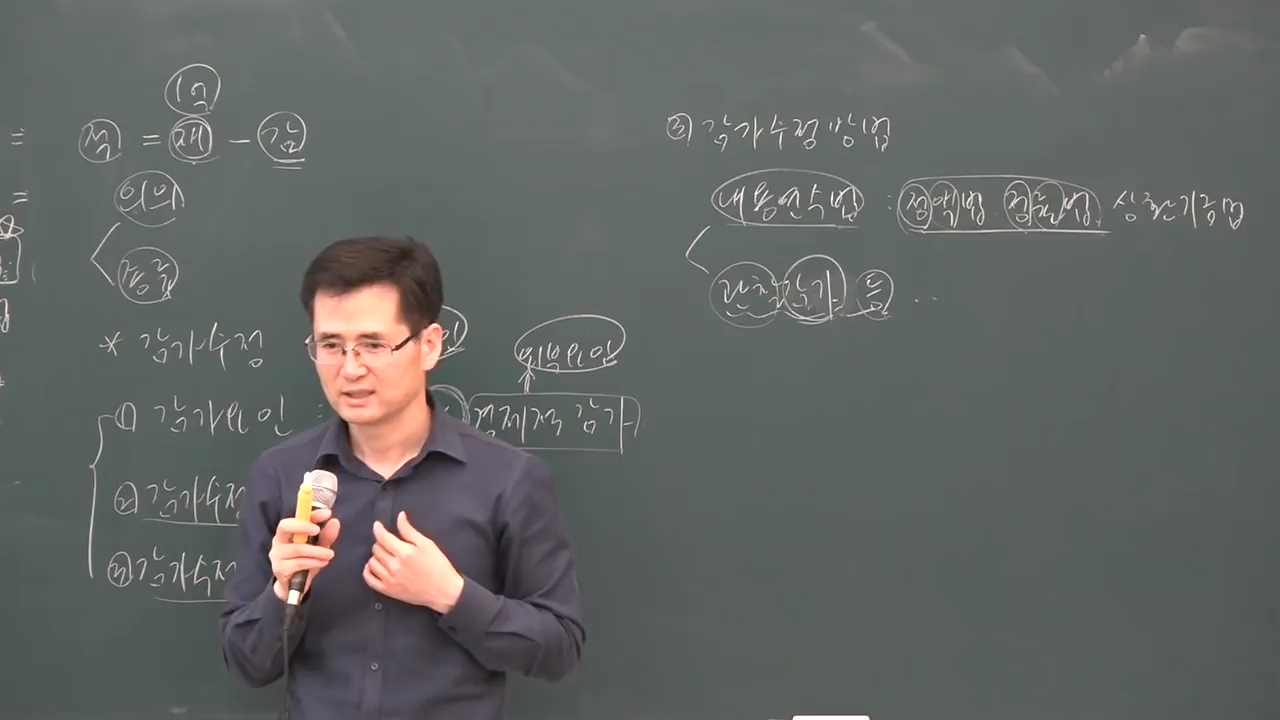 1억
적 = 재 - 감
의의
종류
* 감가수정
① 감가요인 :
경제적 감가
외부요인
② 감가수정
③ 감가수정
③ 감가수정 방법
내용연수법 : 정액법 정률법 상환기금법
관찰감가 등 ..